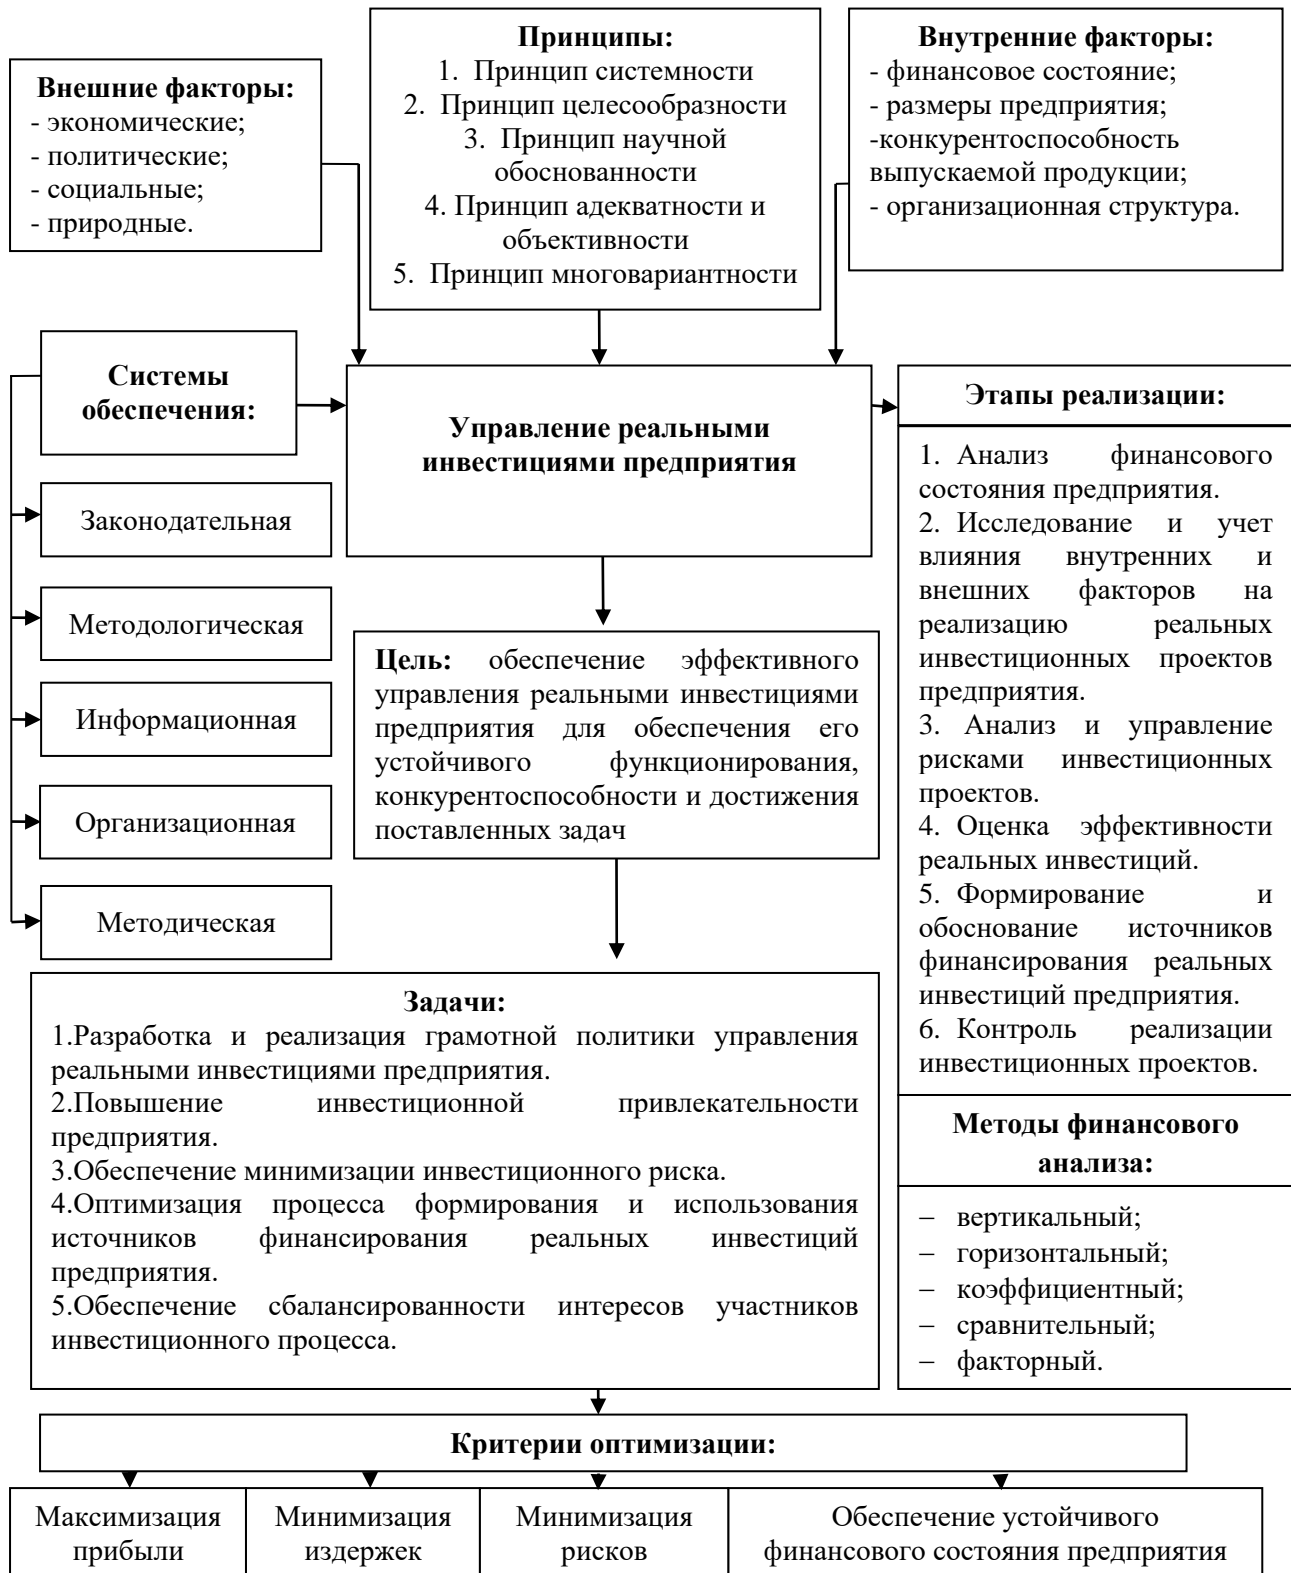 Внешние факторы:
- экономические;
- политические;
- социальные;
- природные.
Принципы:
1. Принцип системности
2. Принцип целесообразности
3. Принцип научной
обоснованности
4. Принцип адекватности и
объективности
5. Принцип многовариантности
Внутренние факторы:
- финансовое состояние;
- размеры предприятия;
-конкурентоспособность
выпускаемой продукции;
- организационная структура.
Системы
обеспечения:
Законодательная
Методологическая
Информационная
Организационная
Методическая
Управление реальными
инвестициями предприятия
Цель: обеспечение эффективного
управления реальными инвестициями
предприятия для обеспечения его
устойчивого функционирования,
конкурентоспособности и достижения
поставленных задач
Этапы реализации:
1. Анализ финансового
состояния предприятия.
2. Исследование и учет
влияния внутренних и
внешних факторов на
реализацию реальных
инвестиционных проектов
предприятия.
3. Анализ и управление
рисками инвестиционных
проектов.
4. Оценка эффективности
реальных инвестиций.
5. Формирование и
обоснование источников
финансирования реальных
инвестиций предприятия.
6. Контроль реализации
инвестиционных проектов.
Методы финансового
анализа:
– вертикальный;
– горизонтальный;
– коэффициентный;
– сравнительный;
– факторный.
Задачи:
1.Разработка и реализация грамотной политики управления
реальными инвестициями предприятия.
2.Повышение инвестиционной привлекательности
предприятия.
3.Обеспечение минимизации инвестиционного риска.
4.Оптимизация процесса формирования и использования
источников финансирования реальных инвестиций
предприятия.
5.Обеспечение сбалансированности интересов участников
инвестиционного процесса.
Критерии оптимизации:
Максимизация
прибыли
Минимизация
издержек
Минимизация
рисков
Обеспечение устойчивого
финансового состояния предприятия